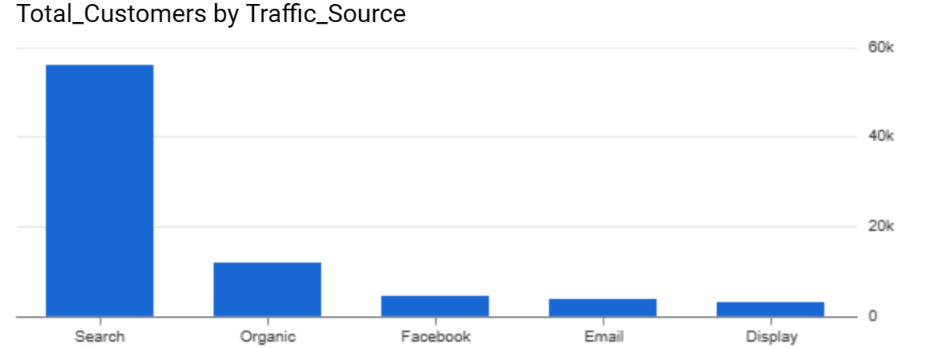 Total_Customers by Traffic_Source
60k
40k
20k
0
Search Organic Facebook Email Display